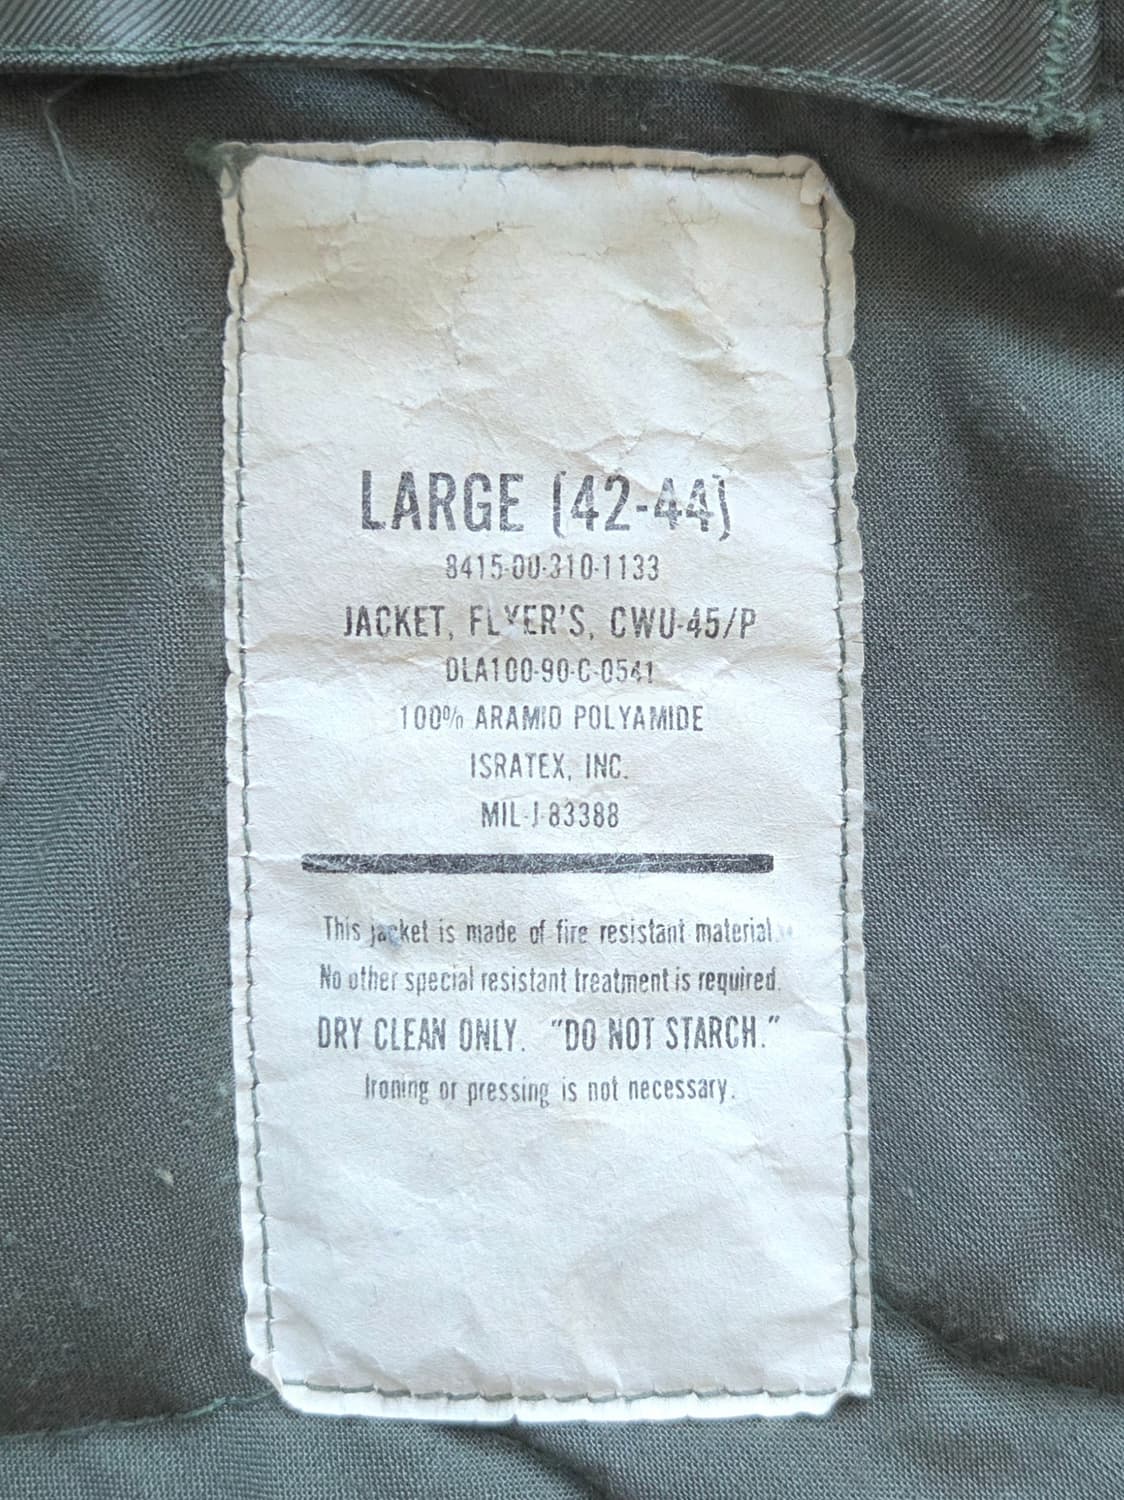 LARGE (42-44)
8415-00-310-1133
JACKET, FLYER'S, CWU-45/P
DLA100-90-C-0541
100% ARAMID POLYAMIDE
ISRATEX, INC.
MIL-J-83388
This jacket is made of fire resistant material.
No other special resistant treatment is required.
DRY CLEAN ONLY. "DO NOT STARCH."
Ironing or pressing is not necessary.